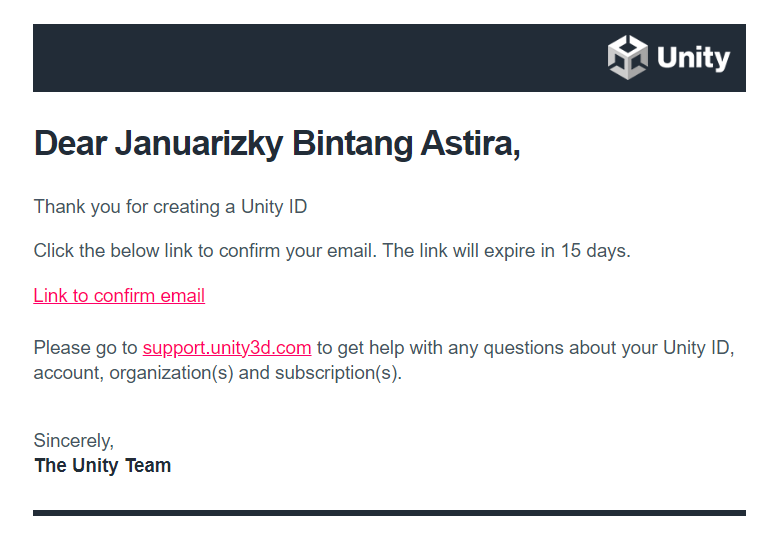 Unity
Dear Januarizky Bintang Astira,
Thank you for creating a Unity ID
Click the below link to confirm your email. The link will expire in 15 days.
Link to confirm email
Please go to support.unity3d.com to get help with any questions about your Unity ID,
account, organization(s) and subscription(s).
Sincerely,
The Unity Team